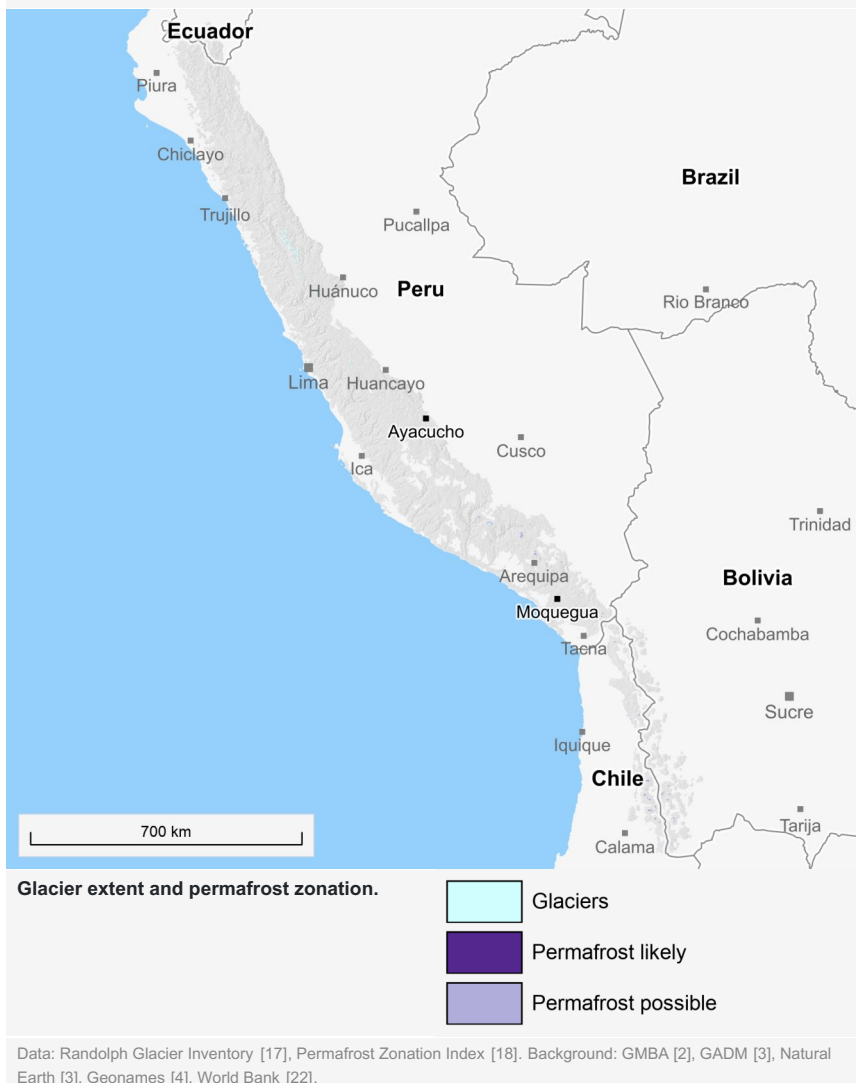 Ecuador
Piura
Chiclayo
Brazil
Trujillo
Pucallpa
Huánuco
Peru
Rio Branco
Lima
Huancayo
Ayacucho
Cusco
Ica
Trinidad
Arequipa
Bolivia
Moquegua
Cochabamba
Tacna
Sucre
Iquique
Chile
700 km
Tarija
Calama
Glacier extent and permafrost zonation.
Glaciers
Permafrost likely
Permafrost possible
Data: Randolph Glacier Inventory [17], Permafrost Zonation Index [18]. Background: GMBA [2], GADM [3], Natural
Earth [3], Geonames [4], World Bank [22].